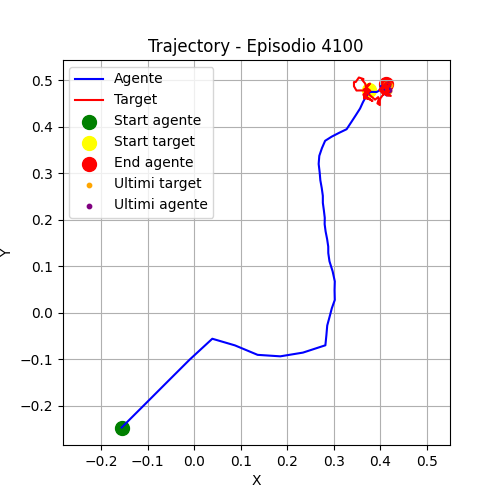 Trajectory - Episodio 4100
Agente
Target
Start agente
Start target
End agente
Ultimi target
Ultimi agente
0.5
0.4
0.3
0.2
0.1
0.0
−0.1
−0.2
Y
−0.2 −0.1 0.0 0.1 0.2 0.3 0.4 0.5
X